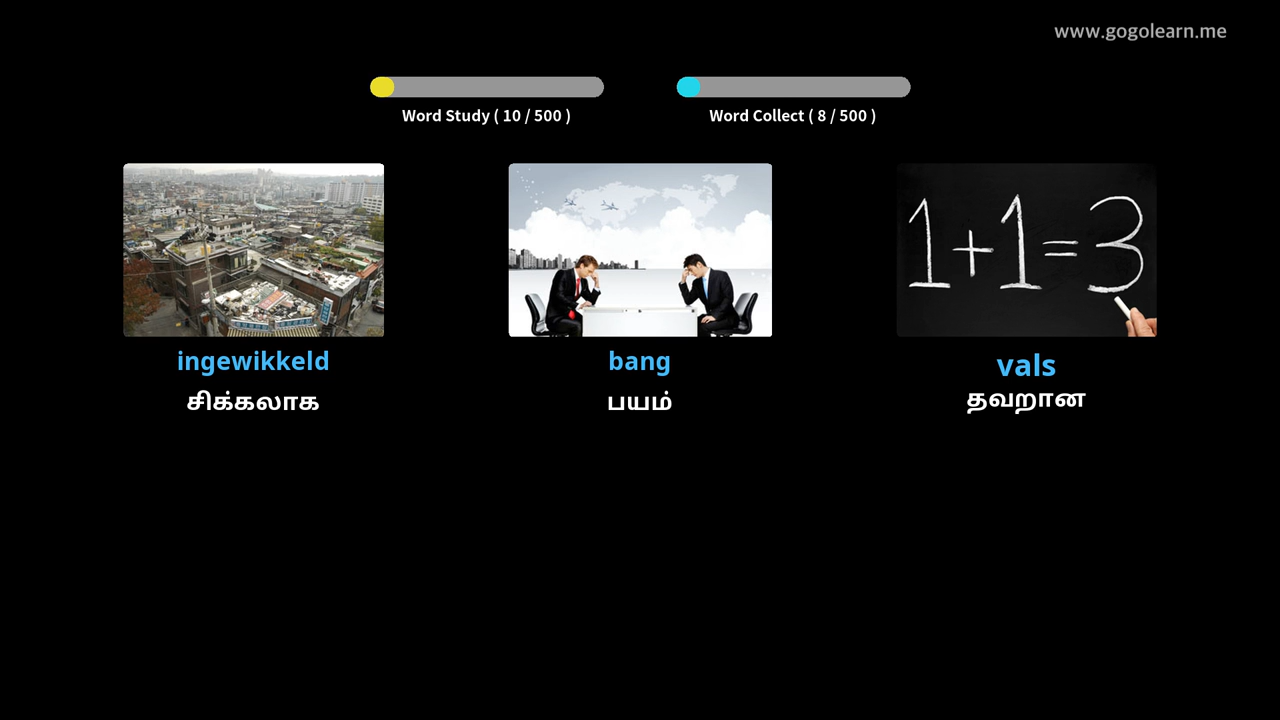 www.gogolearn.me
Word Study ( 10 / 500 )
Word Collect ( 8 / 500 )
1+1=3
ingewikkeld
bang
vals
சிக்கலாக
பயம்
தவறான